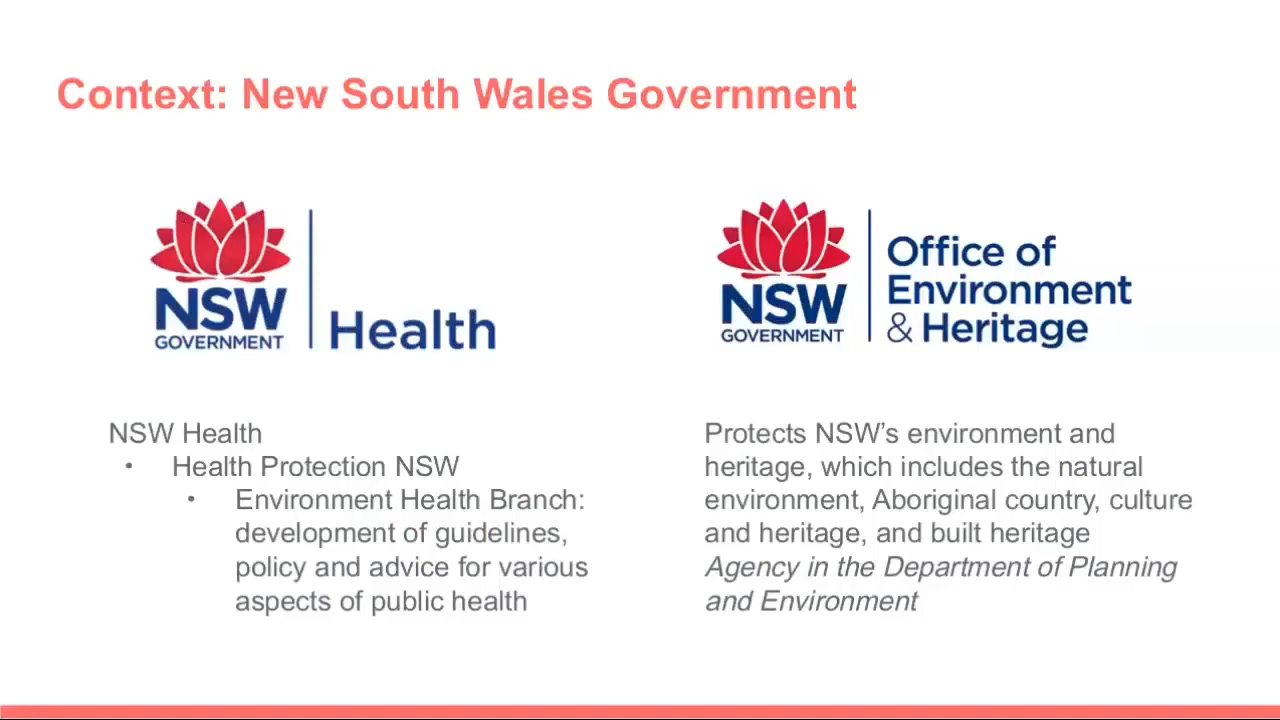 Context: New South Wales Government
NSW
GOVERNMENT
Health
NSW
GOVERNMENT
Office of
Environment
& Heritage
NSW Health
• Health Protection NSW
• Environment Health Branch:
development of guidelines,
policy and advice for various
aspects of public health
Protects NSW’s environment and
heritage, which includes the natural
environment, Aboriginal country, culture
and heritage, and built heritage
Agency in the Department of Planning
and Environment